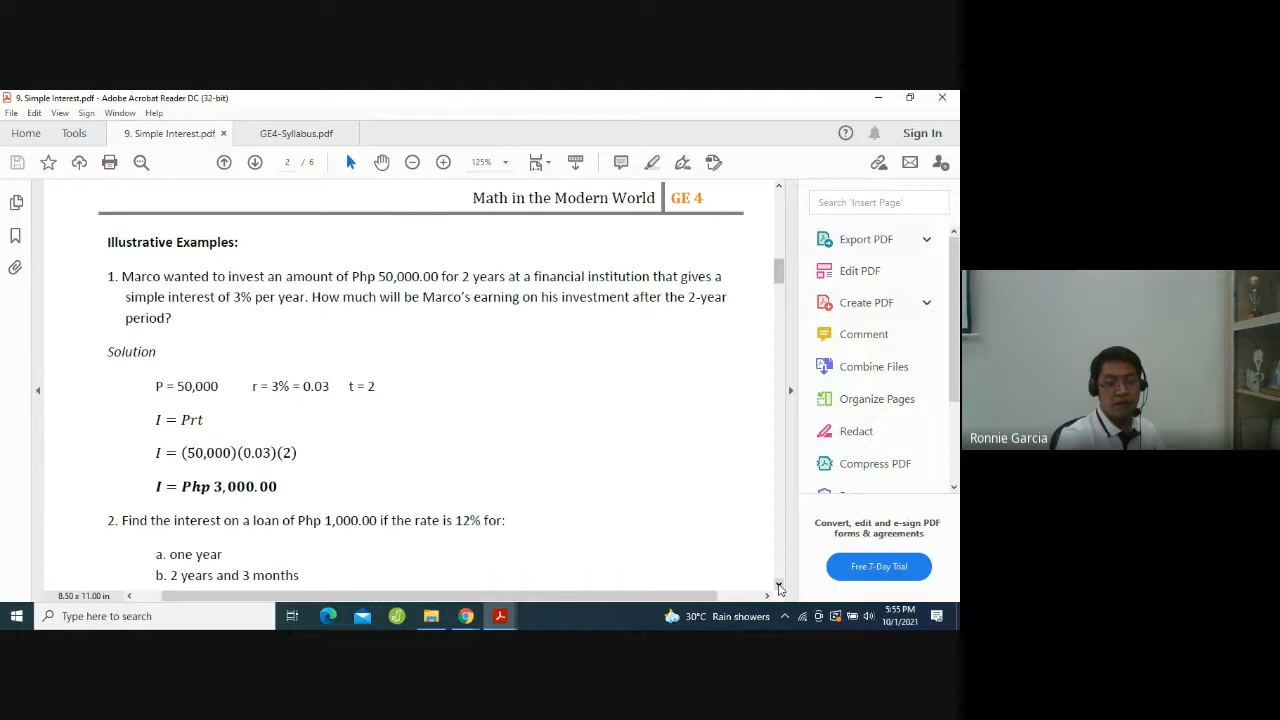 9. Simple Interest.pdf - Adobe Acrobat Reader DC (32-bit)
File Edit View Sign Window Help
Home Tools 9. Simple Interest.pdf × GE4-Syllabus.pdf Sign In
2 / 6 125%
Math in the Modern World GE 4
Search 'Insert Page'
Illustrative Examples:
1. Marco wanted to invest an amount of Php 50,000.00 for 2 years at a financial institution that gives a
simple interest of 3% per year. How much will be Marco's earning on his investment after the 2-year
period?
Solution
P = 50,000 r = 3% = 0.03 t = 2
I = Prt
I = (50,000)(0.03)(2)
I = Php 3,000.00
2. Find the interest on a loan of Php 1,000.00 if the rate is 12% for:
a. one year
b. 2 years and 3 months
8.50 x 11.00 in
Export PDF
Edit PDF
Create PDF
Comment
Combine Files
Organize Pages
Redact
Compress PDF
Convert, edit and e-sign PDF
forms & agreements
Free 7-Day Trial
Ronnie Garcia
Type here to search
30°C Rain showers
5:55 PM
10/1/2021